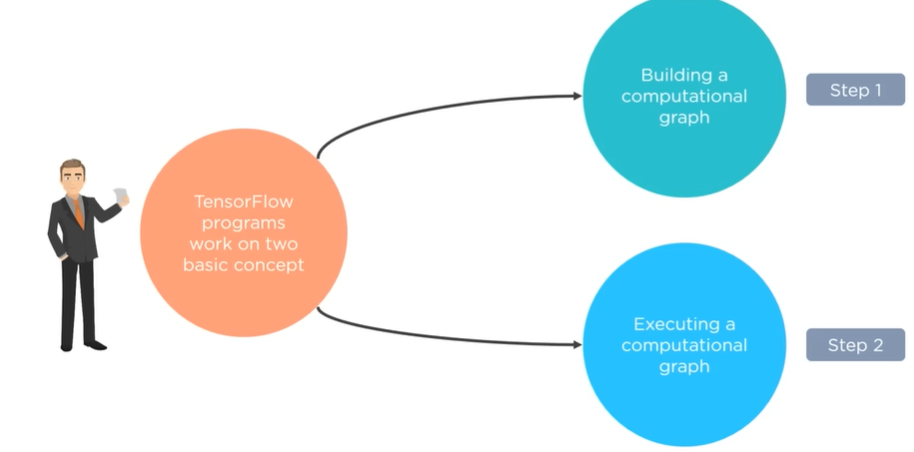 Building a
computational
graph
Step 1
TensorFlow
programs
work on two
basic concept
Executing a
computational
graph
Step 2